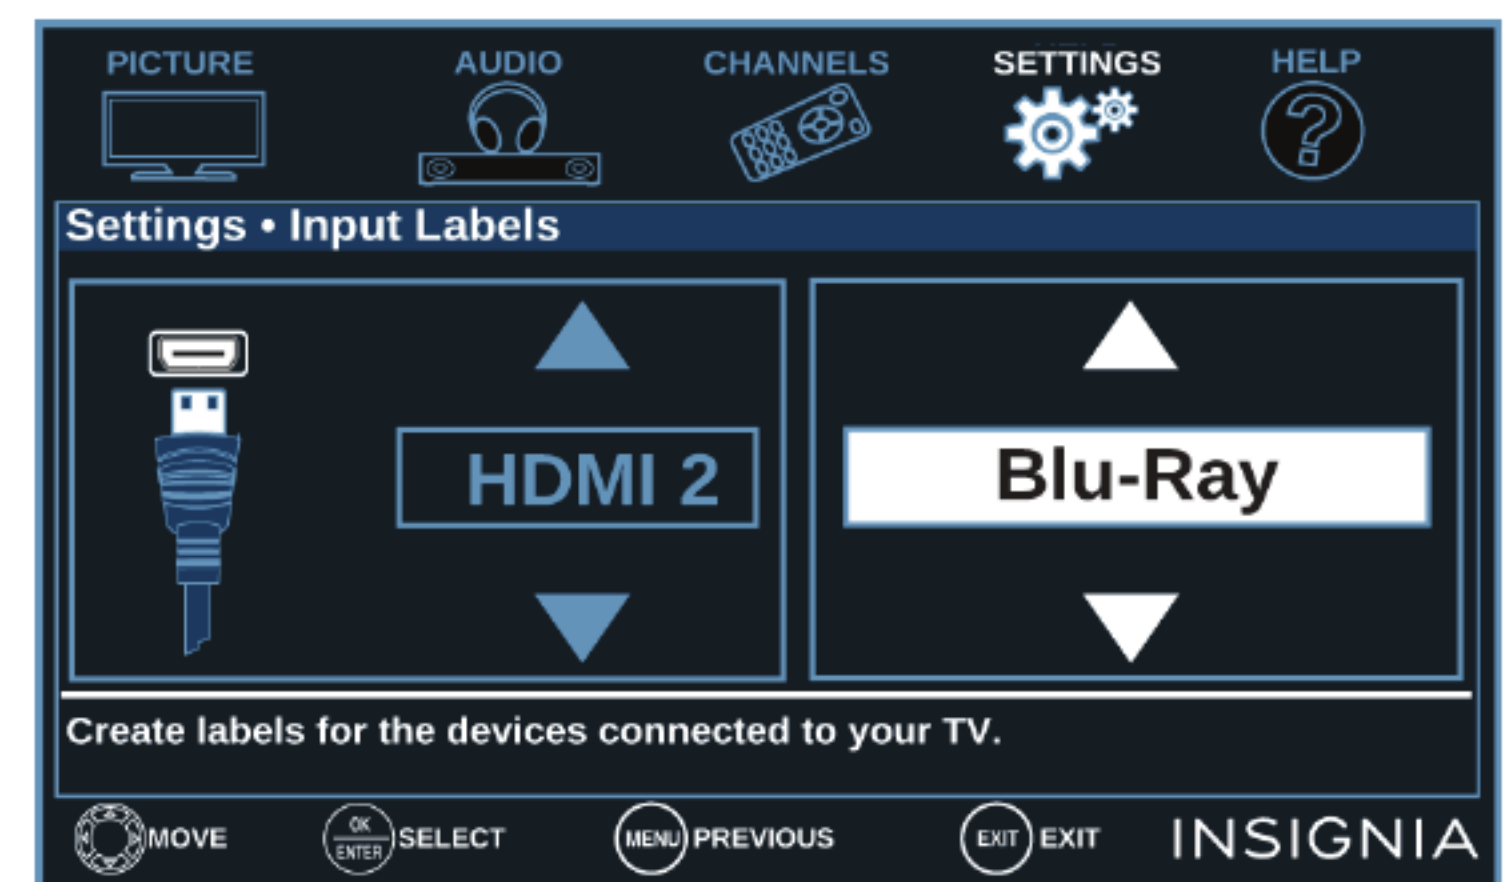 PICTURE AUDIO CHANNELS SETTINGS HELP
?
Settings • Input Labels
HDMI 2 Blu-Ray
Create labels for the devices connected to your TV.
MOVE OK ENTER SELECT MENU PREVIOUS EXIT EXIT INSIGNIA